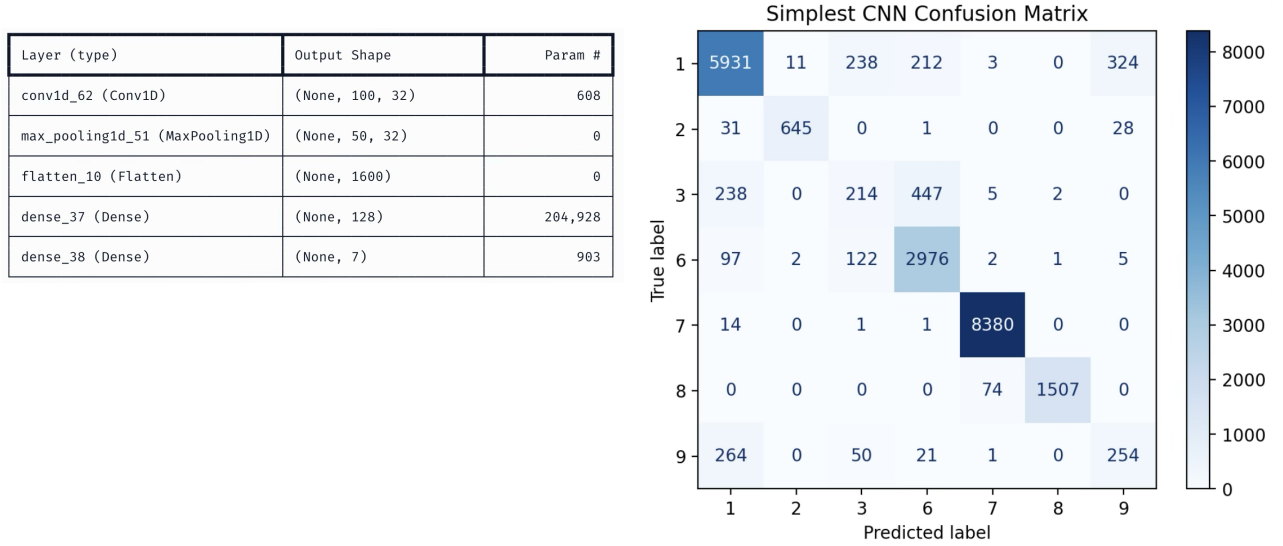 Layer (type) Output Shape Param #
conv1d_62 (Conv1D) (None, 100, 32) 608
max_pooling1d_51 (MaxPooling1D) (None, 50, 32) 0
flatten_10 (Flatten) (None, 1600) 0
dense_37 (Dense) (None, 128) 204,928
dense_38 (Dense) (None, 7) 903
Simplest CNN Confusion Matrix
True label
1 5931 11 238 212 3 0 324
2 31 645 0 1 0 0 28
3 238 0 214 447 5 2 0
6 97 2 122 2976 2 1 5
7 14 0 1 1 8380 0 0
8 0 0 0 0 74 1507 0
9 264 0 50 21 1 0 254
1 2 3 6 7 8 9
Predicted label
8000
7000
6000
5000
4000
3000
2000
1000
0